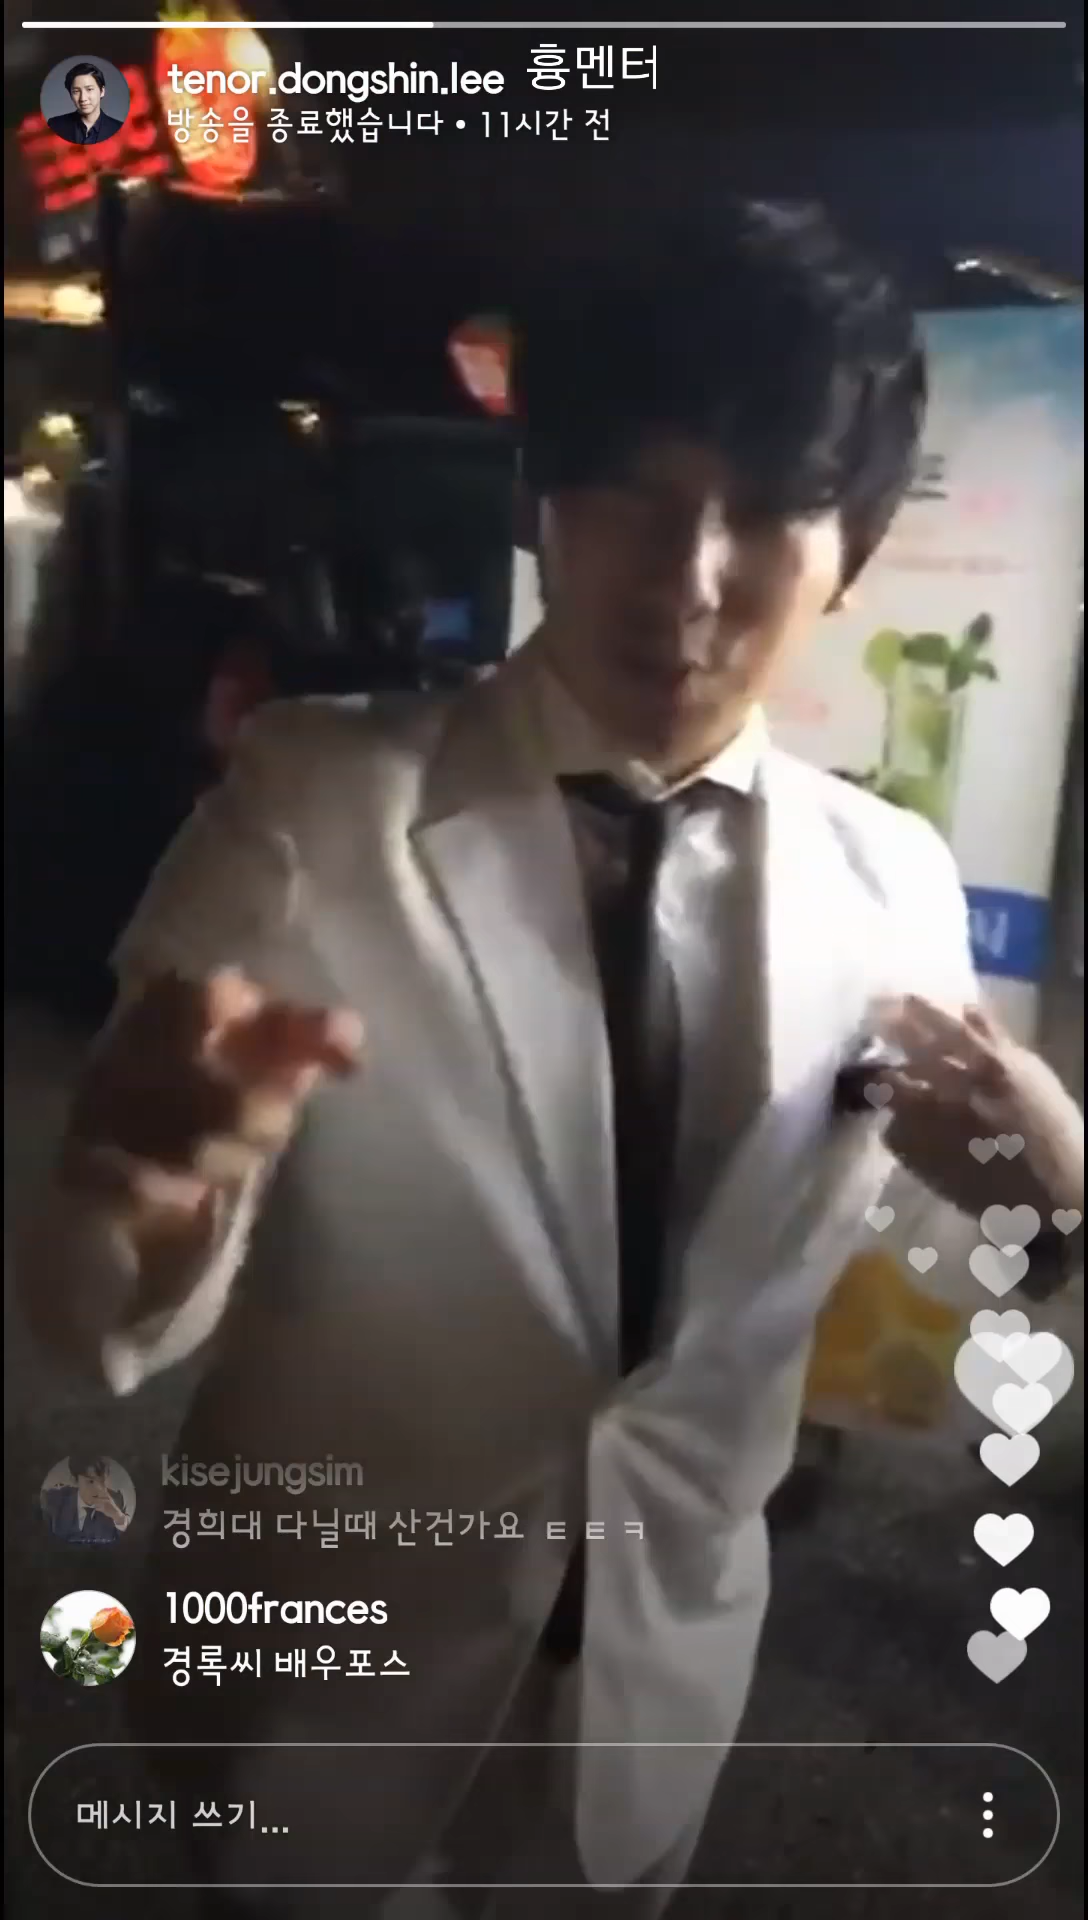 tenor.dongshin.lee 흉멘터
방송을 종료했습니다 • 11시간 전
kisejungsim
경희대 다닐때 산건가요 ㅌㅌㅋ
1000frances
경록씨 배우포스
메시지 쓰기...